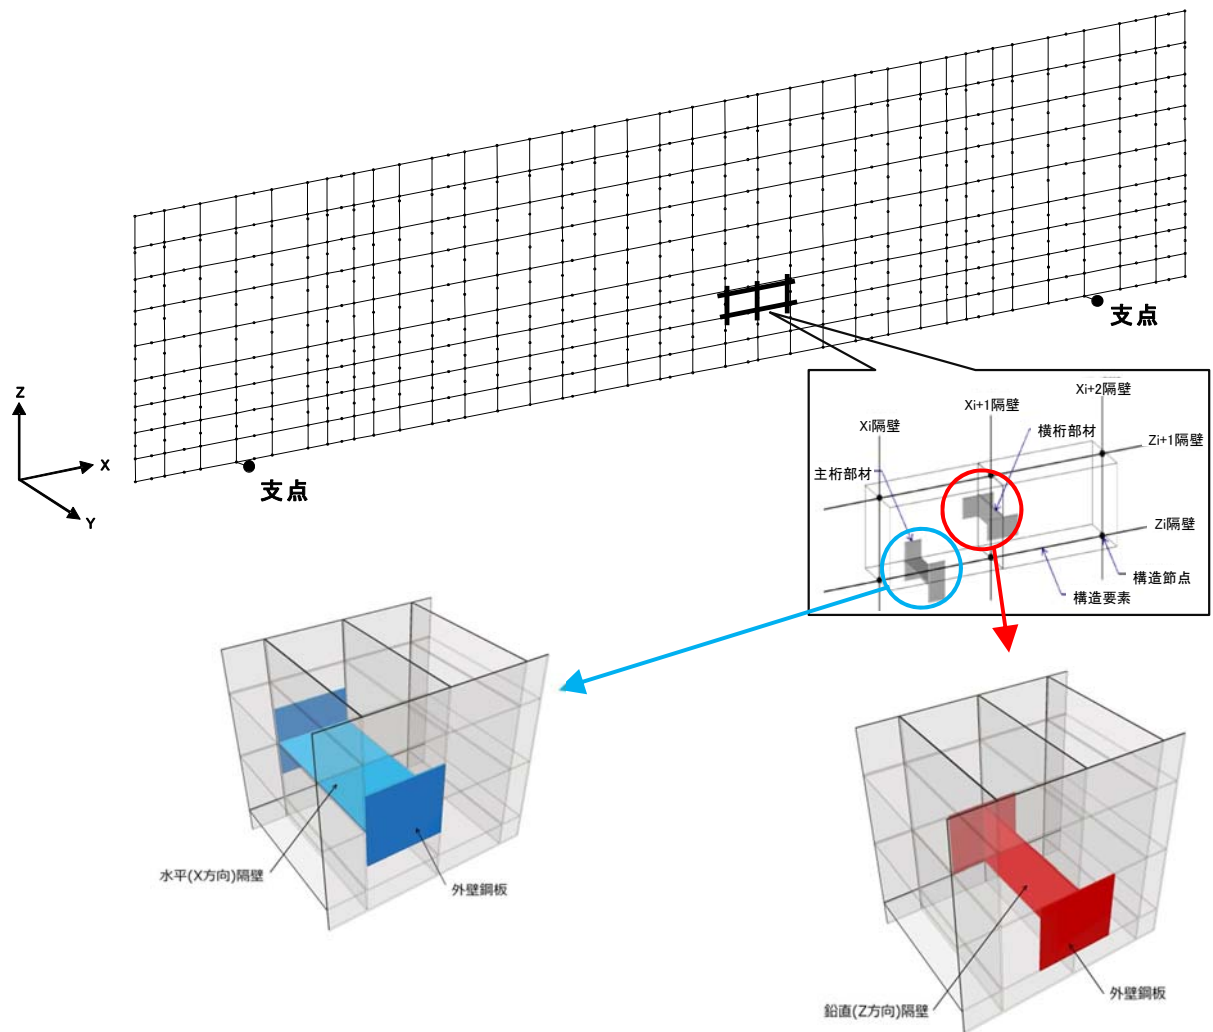 支点
Z
X
Y
支点
Xi+2隔壁
Xi+1隔壁
Xi隔壁
横桁部材
Zi+1隔壁
主桁部材
Zi隔壁
構造節点
構造要素
水平(X方向)隔壁
外壁鋼板
鉛直(Z方向)隔壁
外壁鋼板